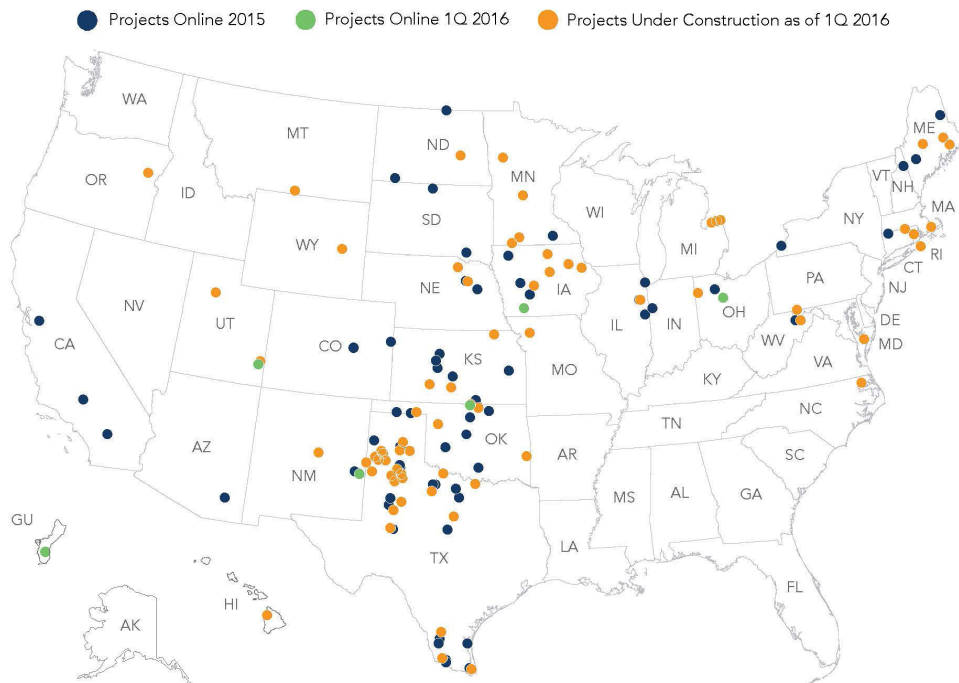 Projects Online 2015 Projects Online 1Q 2016 Projects Under Construction as of 1Q 2016
WA
ME
MT
ND
MN
VT
NH
OR
ID
MA
WI
NY
SD
MI
WY
RI
CT
PA
IA
NE
NJ
NV
OH
IL
IN
UT
DE
CA
CO
WV
MD
KS
VA
MO
KY
NC
TN
OK
AZ
AR
SC
NM
MS
AL
GA
GU
LA
TX
FL
HI
AK